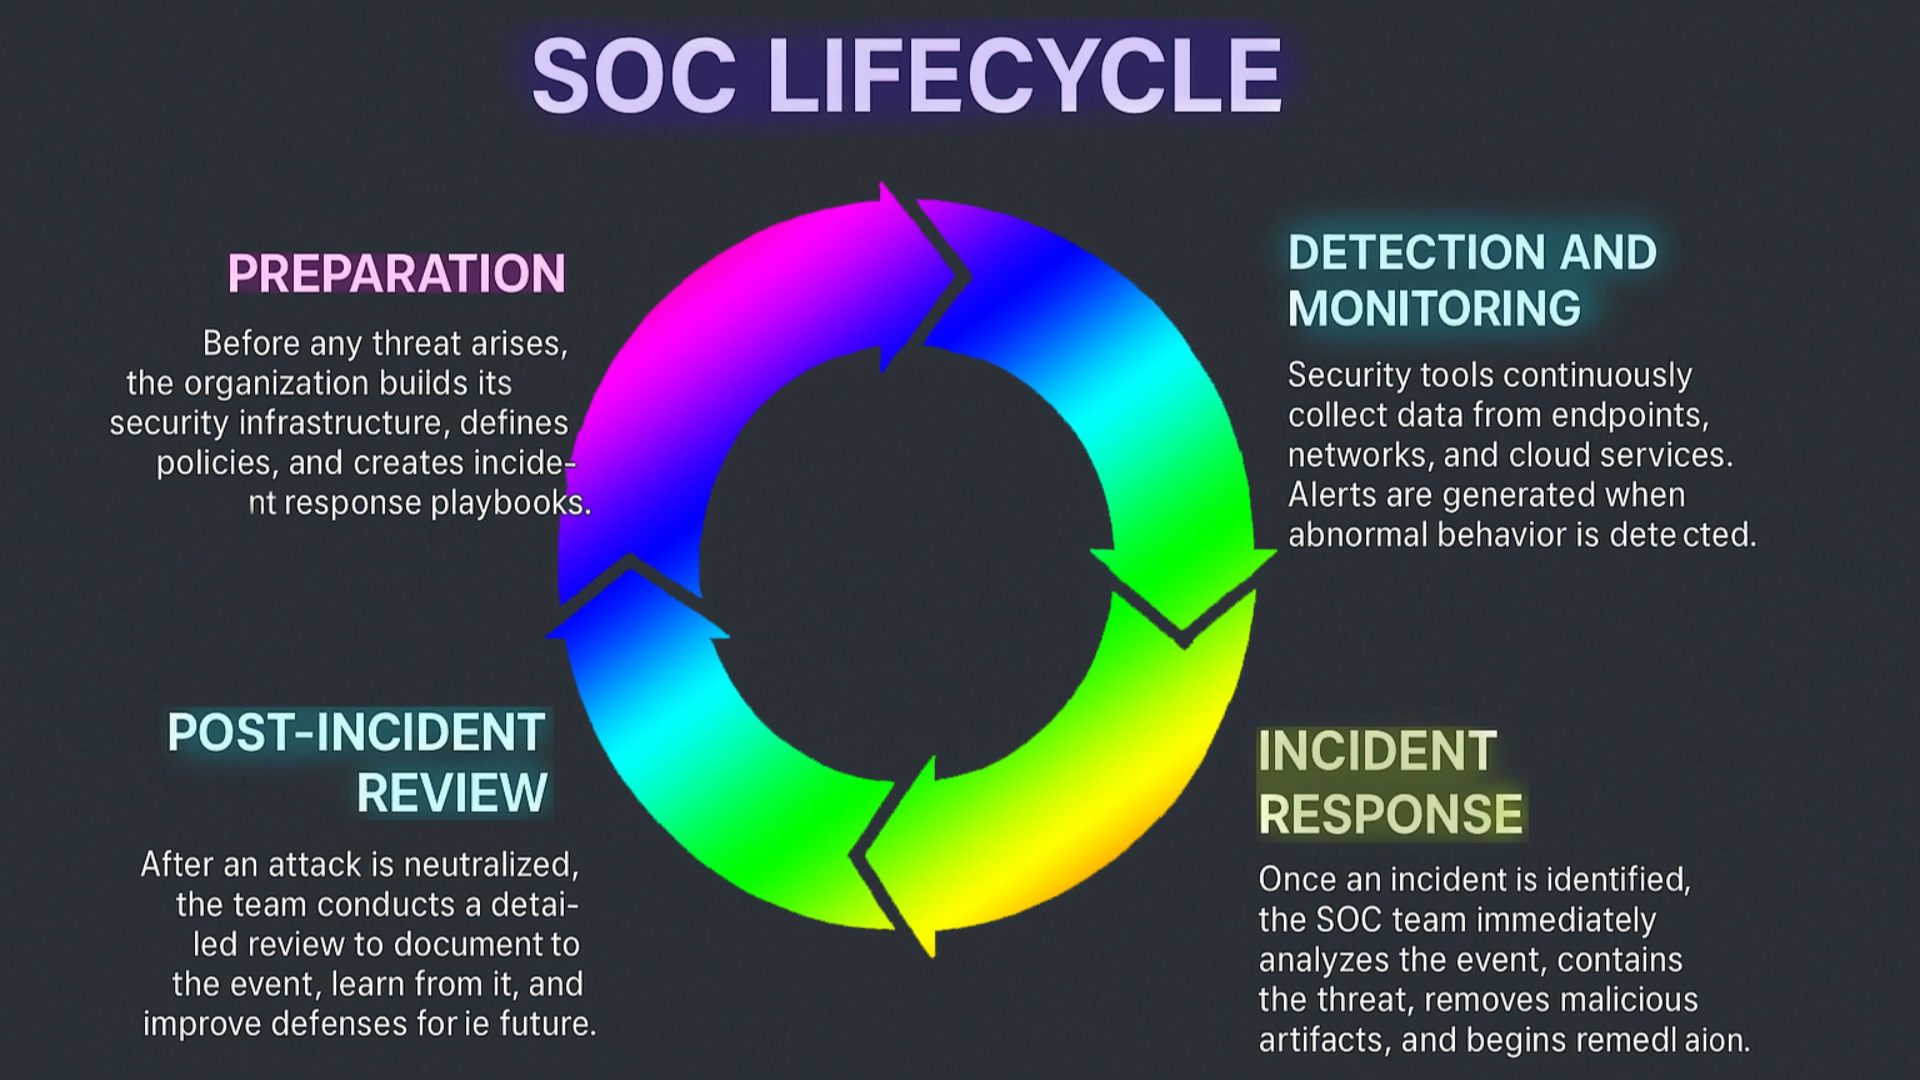 SOC LIFECYCLE
PREPARATION
Before any threat arises,
the organization builds its
security infrastructure, defines
policies, and creates incide-
nt response playbooks.
DETECTION AND
MONITORING
Security tools continuously
collect data from endpoints,
networks, and cloud services.
Alerts are generated when
abnormal behavior is dete cted.
INCIDENT
RESPONSE
Once an incident is identified,
the SOC team immediately
analyzes the event, contains
the threat, removes malicious
artifacts, and begins remedl aion.
POST-INCIDENT
REVIEW
After an attack is neutralized,
the team conducts a detai-
led review to document to
the event, learn from it, and
improve defenses for ie future.